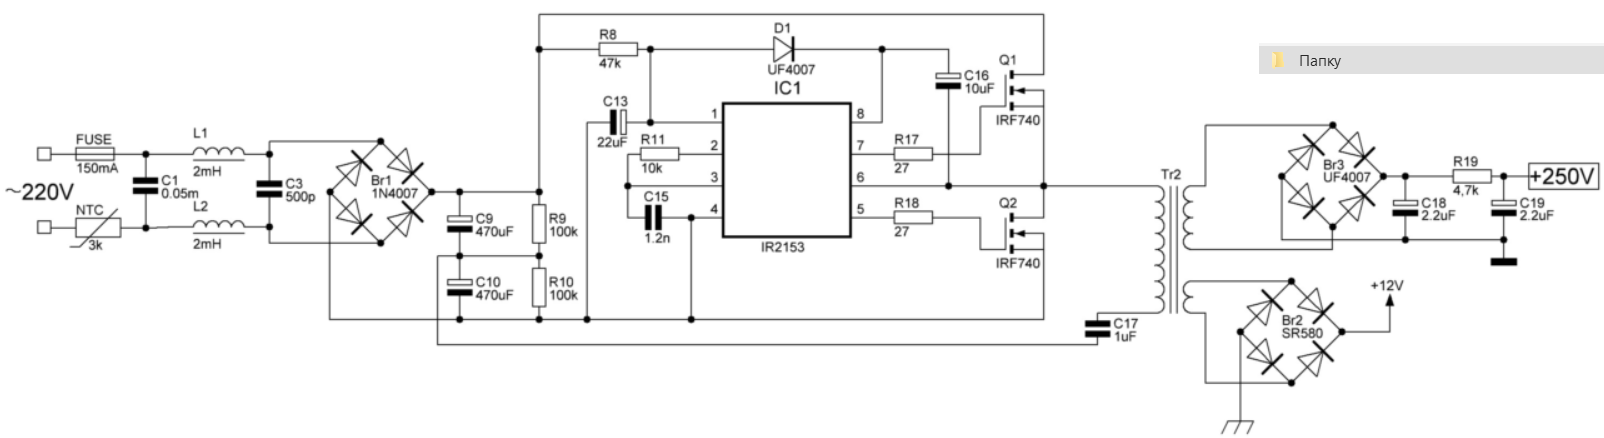 D1
UF4007
IC1
R8
47k
C13
22uF
R11
10k
C15
1.2n
1
2
3
4
8
7
6
5
IR2153
C16
10uF
Q1
IRF740
R17
27
R18
27
Q2
IRF740
Папку
FUSE
150mA
L1
2mH
~220V
C1
0.05m
C3
500p
NTC
3k
L2
2mH
Br1
1N4007
C9
470uF
R9
100k
C10
470uF
R10
100k
Tr2
C17
1uF
Br3
UF4007
R19
4,7k
+250V
C18
2.2uF
C19
2.2uF
Br2
SR580
+12V